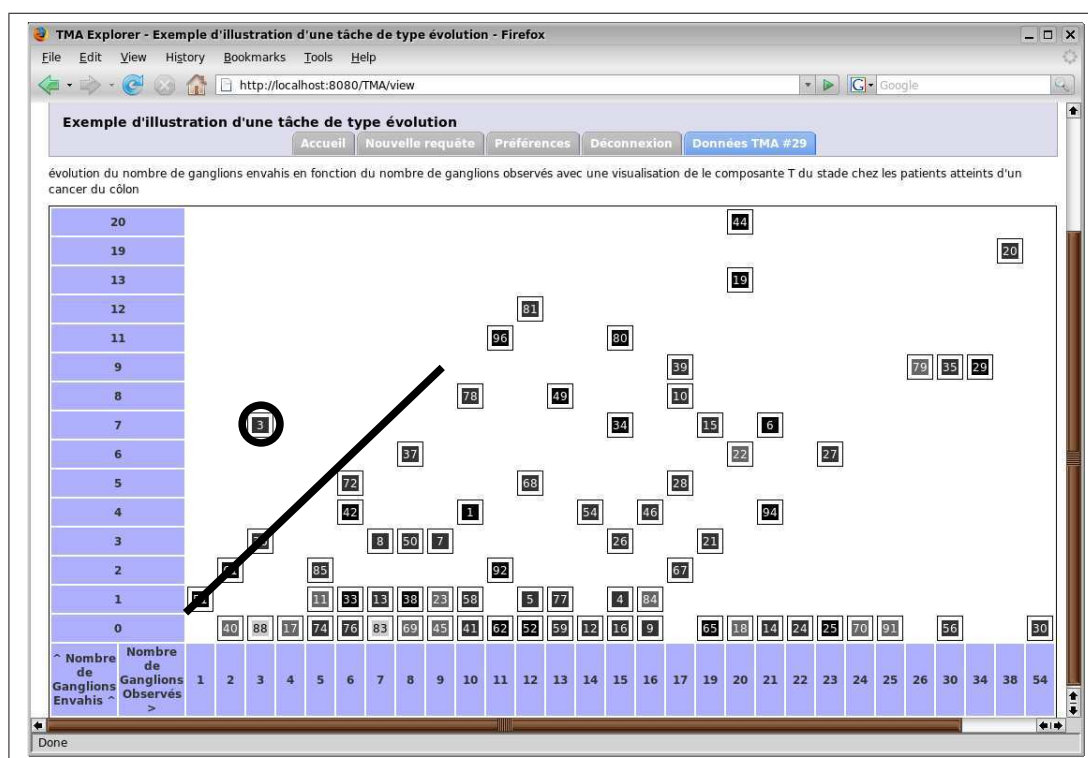 TMA Explorer - Exemple d'illustration d'une tâche de type évolution - Firefox
File Edit View History Bookmarks Tools Help
http://localhost:8080/TMA/view
G Google
Exemple d'illustration d'une tâche de type évolution
Accueil Nouvelle requête Préférences Déconnexion Données TMA #29
évolution du nombre de ganglions envahis en fonction du nombre de ganglions observés avec une visualisation de le composante T du stade chez les patients atteints d'un
cancer du côlon
20 44
19 20
13 19
12 81
11 96 80
9 39 79 35 29
8 78 49 10
7 3 34 15 6
6 37 22 27
5 72 68 28
4 42 1 54 46 94
3 8 50 7 26 21
2 85 92 67
1 11 33 13 38 23 58 5 77 4 84
0 40 88 17 74 76 83 69 45 41 62 52 59 12 16 9 65 18 14 24 25 70 91 56 30
^ Nombre
de
Ganglions
Envahis ^
Nombre
de
Ganglions
Observés
>
1 2 3 4 5 6 7 8 9 10 11 12 13 14 15 16 17 19 20 21 22 23 24 25 26 30 34 38 54
Done